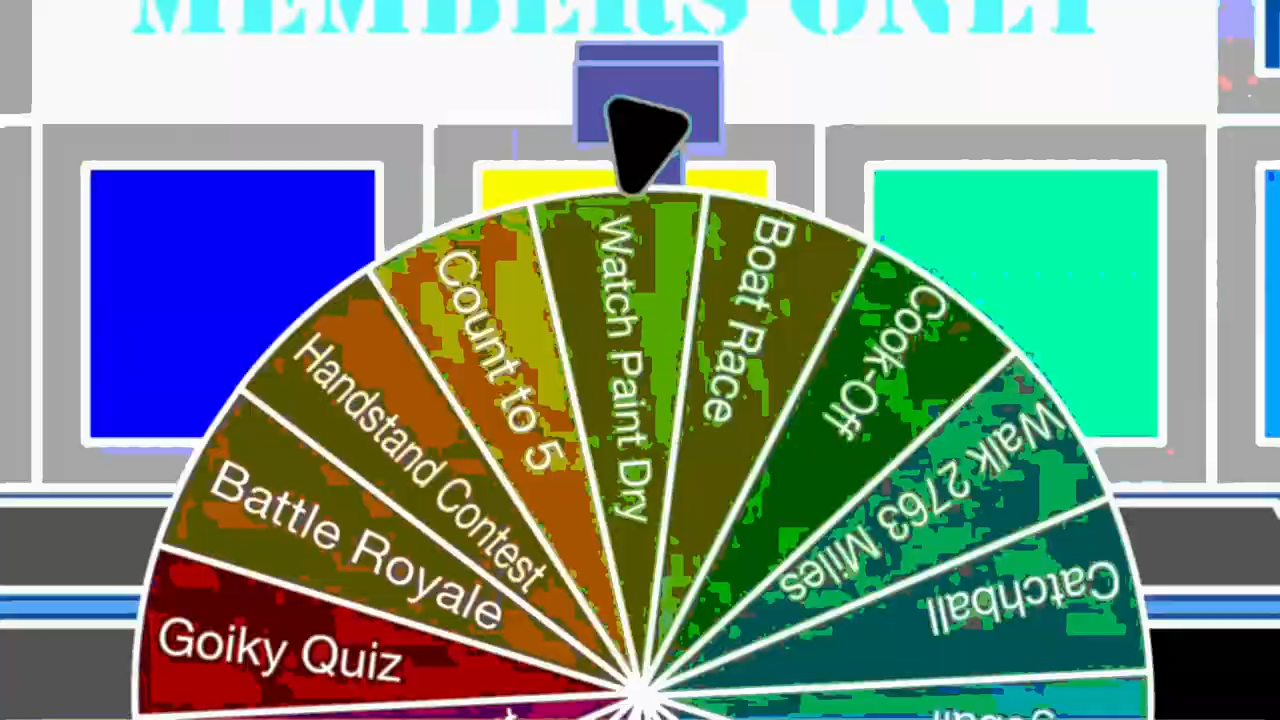 MEMBERS ONLY
Goiky Quiz
Battle Royale
Handstand Contest
Count to 5
Watch Paint Dry
Boat Race
Cook-Off
Walk 2763 Miles
Catchball